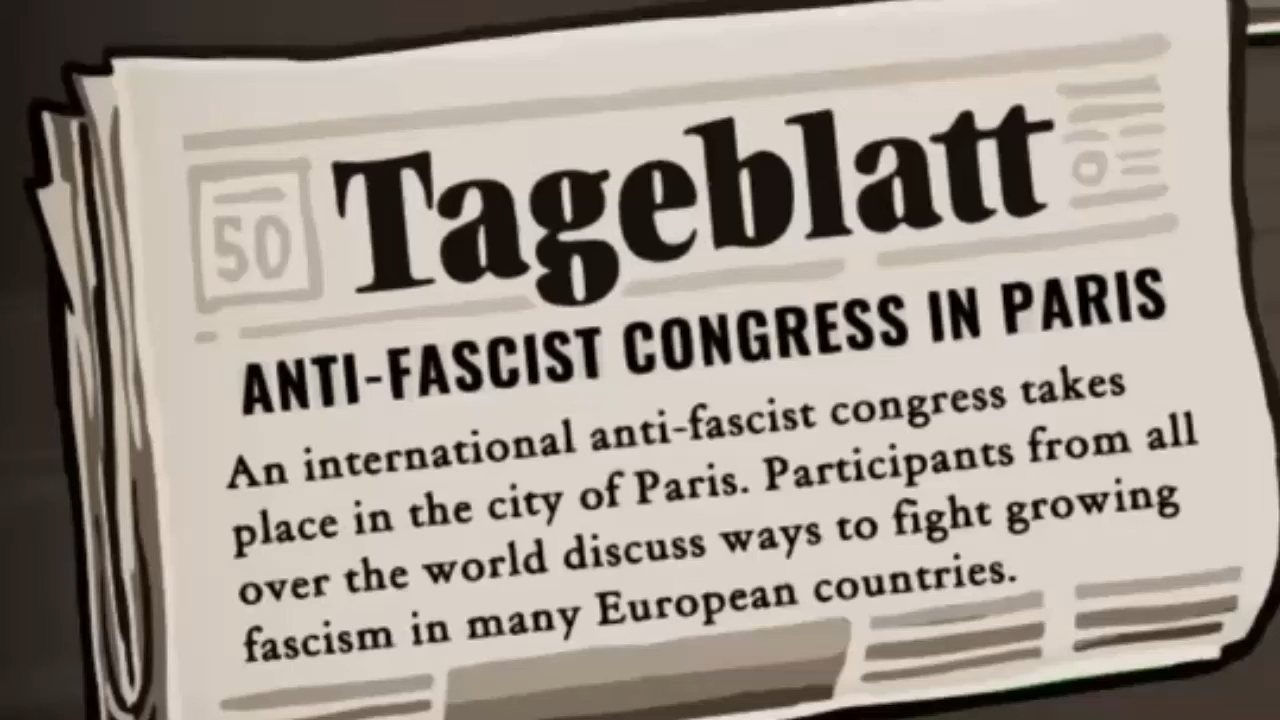 50
Tageblatt
ANTI-FASCIST CONGRESS IN PARIS
An international anti-fascist congress takes
place in the city of Paris. Participants from all
over the world discuss ways to fight growing
fascism in many European countries.